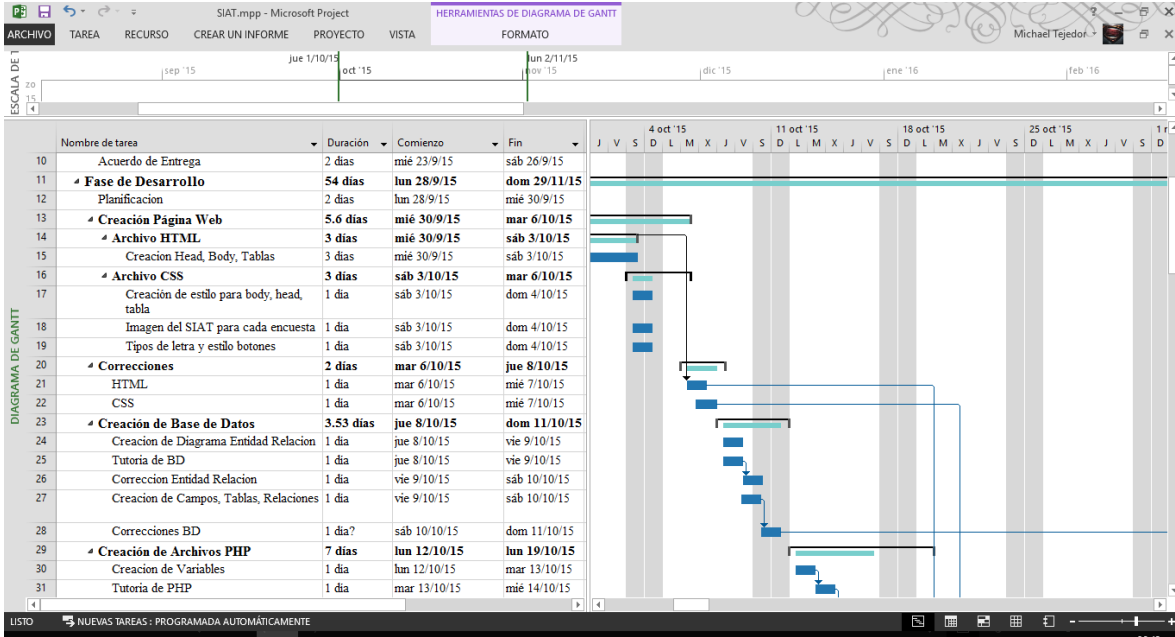 SIAT.mpp - Microsoft Project
HERRAMIENTAS DE DIAGRAMA DE GANTT
ARCHIVO TAREA RECURSO CREAR UN INFORME PROYECTO VISTA FORMATO Michael Tejedor
jue 1/10/15 lun 2/11/15
sep '15 oct '15 nov '15 dic '15 ene '16 feb '16
ESCALA DE T
20
15
4 oct '15 11 oct '15 18 oct '15 25 oct '15 1 r
Nombre de tarea Duración Comienzo Fin J V S D L M X J V S D L M X J V S D L M X J V S D L M X J V S D
10 Acuerdo de Entrega 2 días mié 23/9/15 sáb 26/9/15
11 Fase de Desarrollo 54 días lun 28/9/15 dom 29/11/15
12 Planificacion 2 días lun 28/9/15 mié 30/9/15
13 Creación Página Web 5.6 días mié 30/9/15 mar 6/10/15
14 Archivo HTML 3 días mié 30/9/15 sáb 3/10/15
15 Creacion Head, Body, Tablas 3 días mié 30/9/15 sáb 3/10/15
16 Archivo CSS 3 días sáb 3/10/15 mar 6/10/15
17 Creación de estilo para body, head, 1 día sáb 3/10/15 dom 4/10/15
tabla
18 Imagen del SIAT para cada encuesta 1 día sáb 3/10/15 dom 4/10/15
19 Tipos de letra y estilo botones 1 día sáb 3/10/15 dom 4/10/15
20 Correcciones 2 días mar 6/10/15 jue 8/10/15
21 HTML 1 día mar 6/10/15 mié 7/10/15
22 CSS 1 día mar 6/10/15 mié 7/10/15
23 Creación de Base de Datos 3.53 días jue 8/10/15 dom 11/10/15
24 Creacion de Diagrama Entidad Relacion 1 día jue 8/10/15 vie 9/10/15
25 Tutoria de BD 1 día jue 8/10/15 vie 9/10/15
26 Correccion Entidad Relacion 1 día vie 9/10/15 sáb 10/10/15
27 Creacion de Campos, Tablas, Relaciones 1 día vie 9/10/15 sáb 10/10/15
28 Correcciones BD 1 día? sáb 10/10/15 dom 11/10/15
29 Creación de Archivos PHP 7 días lun 12/10/15 lun 19/10/15
30 Creacion de Variables 1 día lun 12/10/15 mar 13/10/15
31 Tutoria de PHP 1 día mar 13/10/15 mié 14/10/15
DIAGRAMA DE GANTT
LISTO NUEVAS TAREAS : PROGRAMADA AUTOMÁTICAMENTE